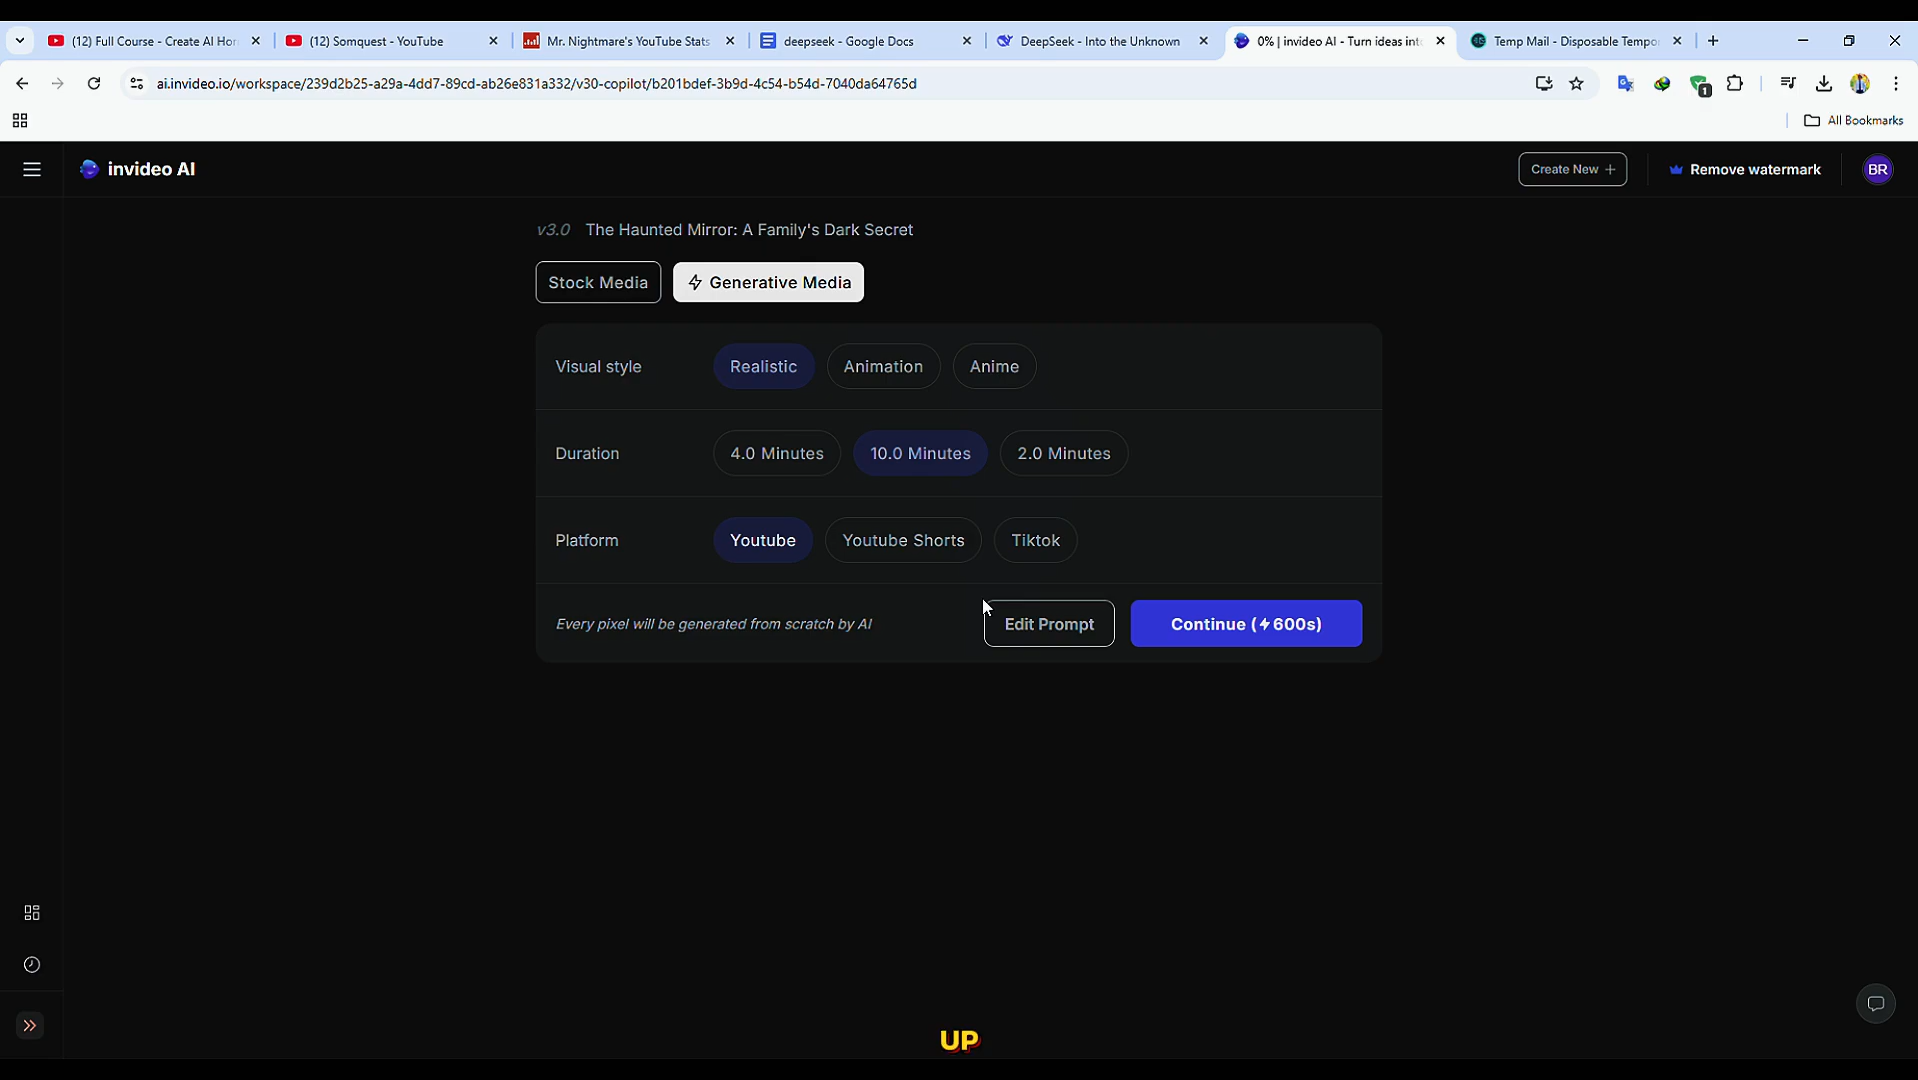 (12) Full Course - Create AI Hor
(12) Somquest - YouTube
Mr. Nightmare's YouTube Stats
deepseek - Google Docs
DeepSeek - Into the Unknown
0% | invideo AI - Turn ideas int
Temp Mail - Disposable Tempo
ai.invideo.io/workspace/239d2b25-a29a-4dd7-89cd-ab26e831a332/v30-copilot/b201bdef-3b9d-4c54-b54d-7040da64765d
1
All Bookmarks
invideo AI
Create New +
Remove watermark
BR
v3.0 The Haunted Mirror: A Family's Dark Secret
Stock Media
Generative Media
Visual style
Realistic
Animation
Anime
Duration
4.0 Minutes
10.0 Minutes
2.0 Minutes
Platform
Youtube
Youtube Shorts
Tiktok
Every pixel will be generated from scratch by AI
Edit Prompt
Continue (⚡600s)
UP